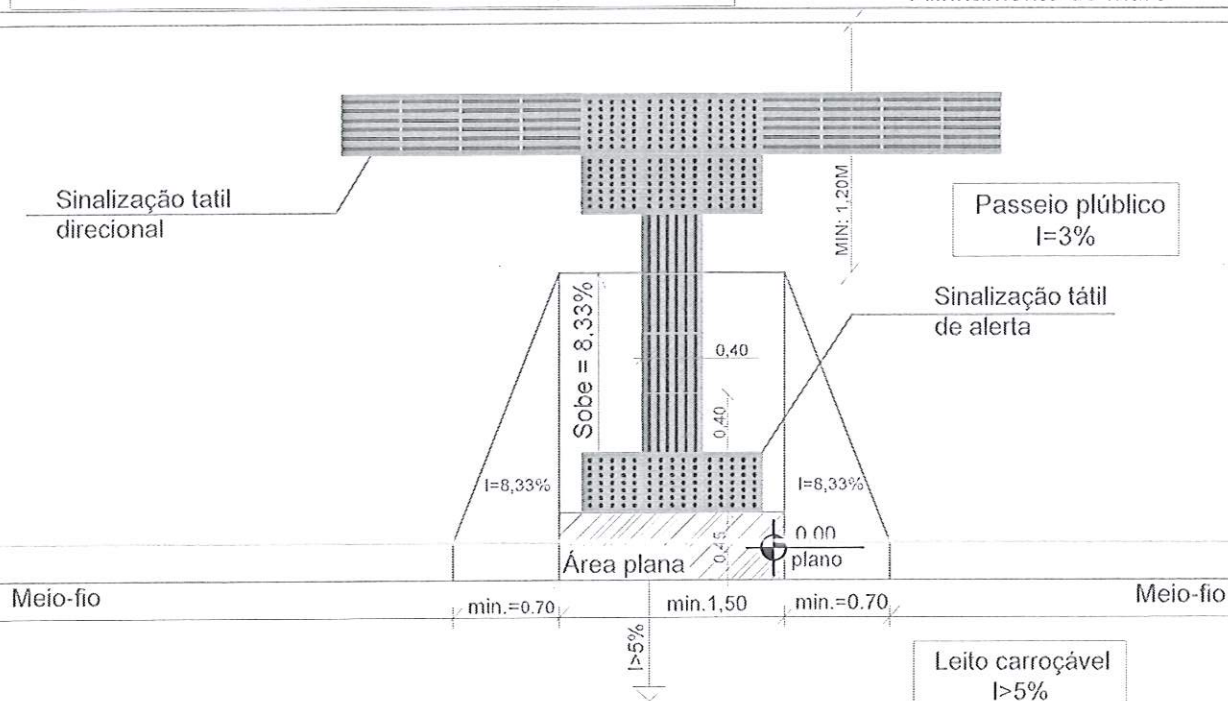 Sinalização tatil
direcional
MIN: 1,20M
Passeio plúblico
I=3%
Sinalização tátil
de alerta
Sobe = 8,33%
0,40
0,40
I=8,33%
I=8,33%
Área plana
0,45
0,00
plano
Meio-fio
min.=0.70
min.1,50
min.=0.70
Meio-fio
I>5%
Leito carroçável
I>5%